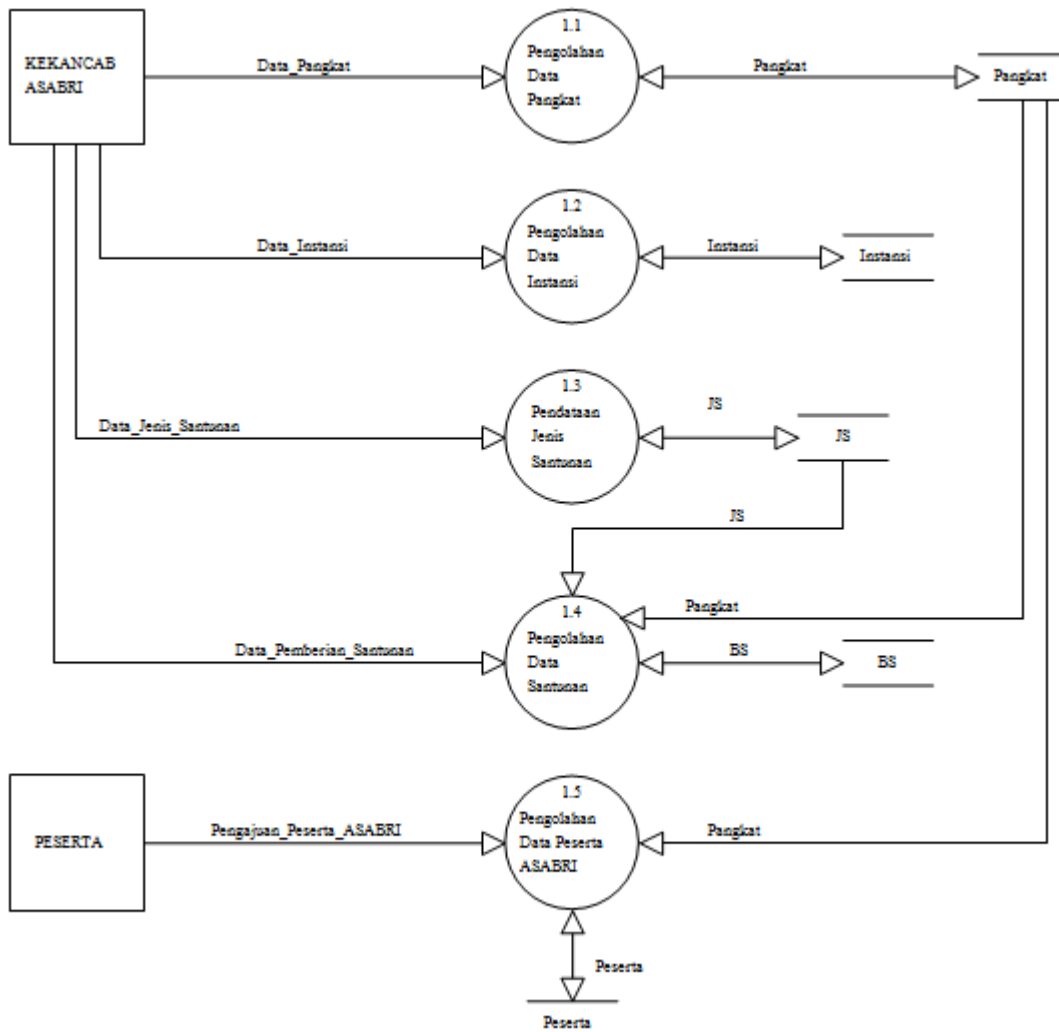 KEKANCAB
ASABRI
Data_Pangkat
1.1
Pengolahan
Data
Pangkat
Pangkat
Pangkat
Data_Instansi
1.2
Pengolahan
Data
Instansi
Instansi
Instansi
Data_Jenis_Santunan
1.3
Pendataan
Jenis
Santunan
JS
JS
JS
Data_Pemberian_Santunan
1.4
Pengolahan
Data
Santunan
Pangkat
BS
BS
PESERTA
Pengajuan_Peserta_ASABRI
1.5
Pengolahan
Data Peserta
ASABRI
Pangkat
Peserta
Peserta